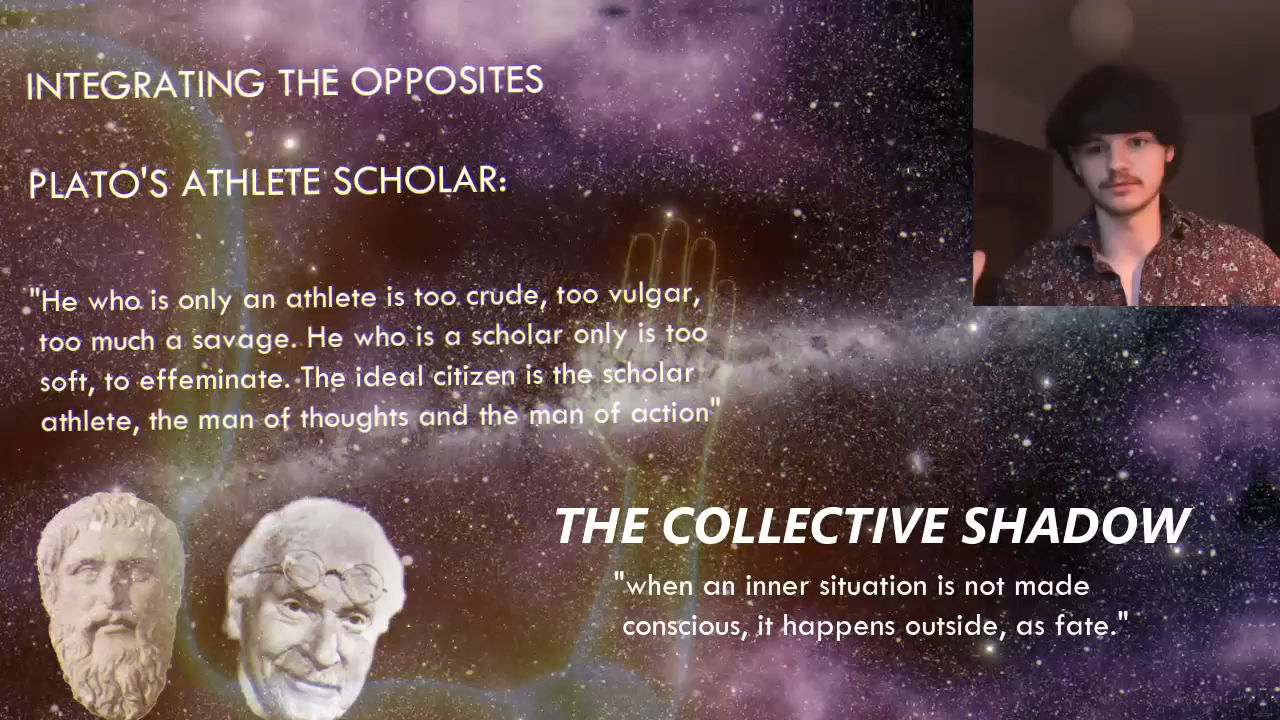 INTEGRATING THE OPPOSITES
PLATO'S ATHLETE SCHOLAR:
"He who is only an athlete is too crude, too vulgar,
too much a savage. He who is a scholar only is too
soft, to effeminate. The ideal citizen is the scholar
athlete, the man of thoughts and the man of action"
THE COLLECTIVE SHADOW
"when an inner situation is not made
conscious, it happens outside, as fate."